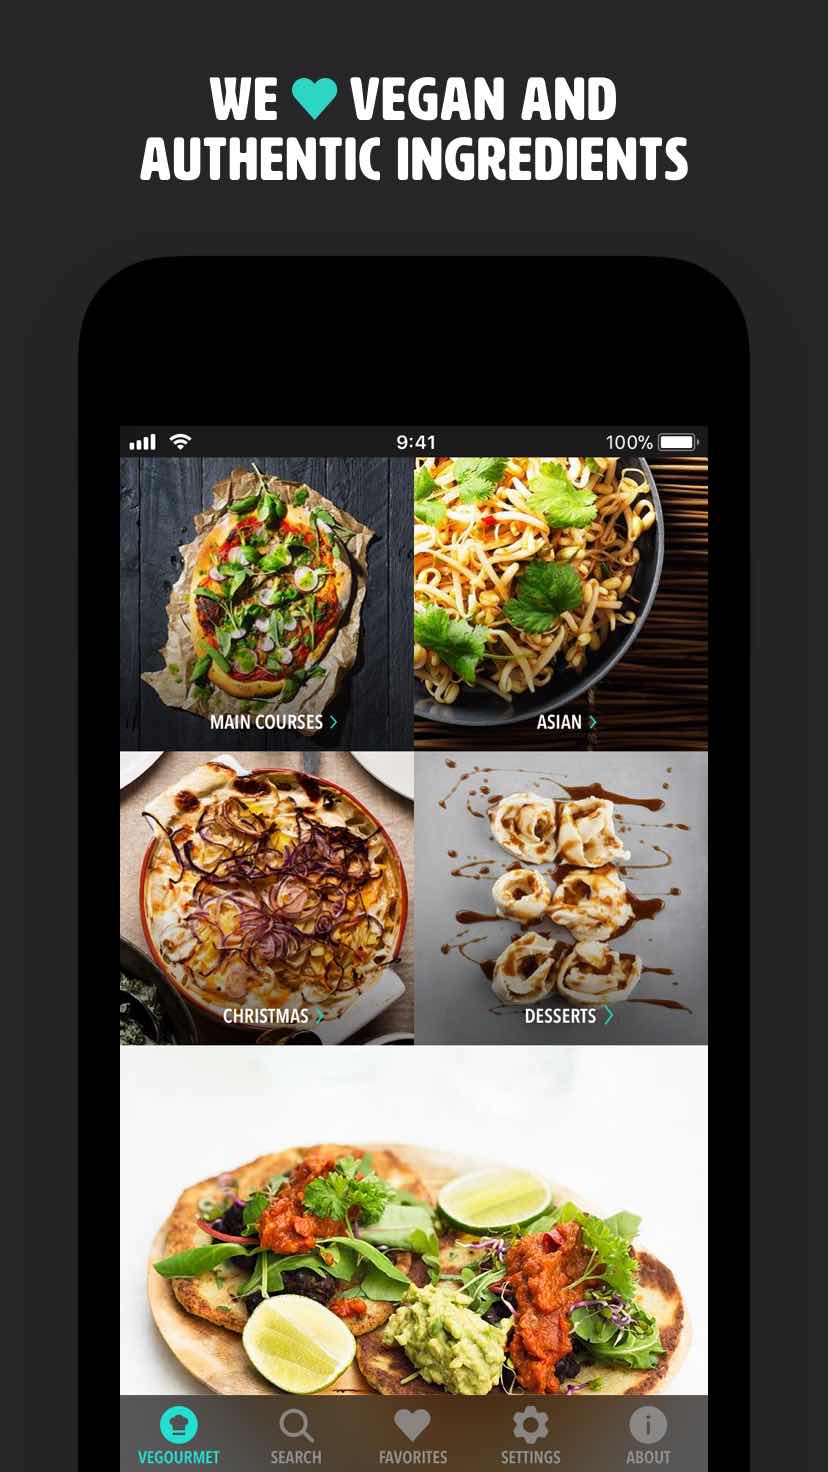 WE VEGAN AND
AUTHENTIC INGREDIENTS
9:41
100%
MAIN COURSES
ASIAN
CHRISTMAS
DESSERTS
VEGOURMET
SEARCH
FAVORITES
SETTINGS
ABOUT